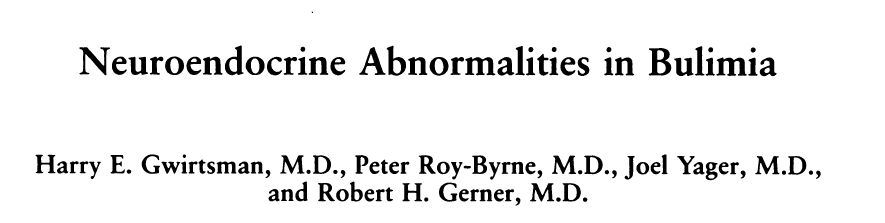 Neuroendocrine Abnormalities in Bulimia
Harry E. Gwirtsman, M.D., Peter Roy-Byrne, M.D., Joel Yager, M.D.,
and Robert H. Gerner, M.D.